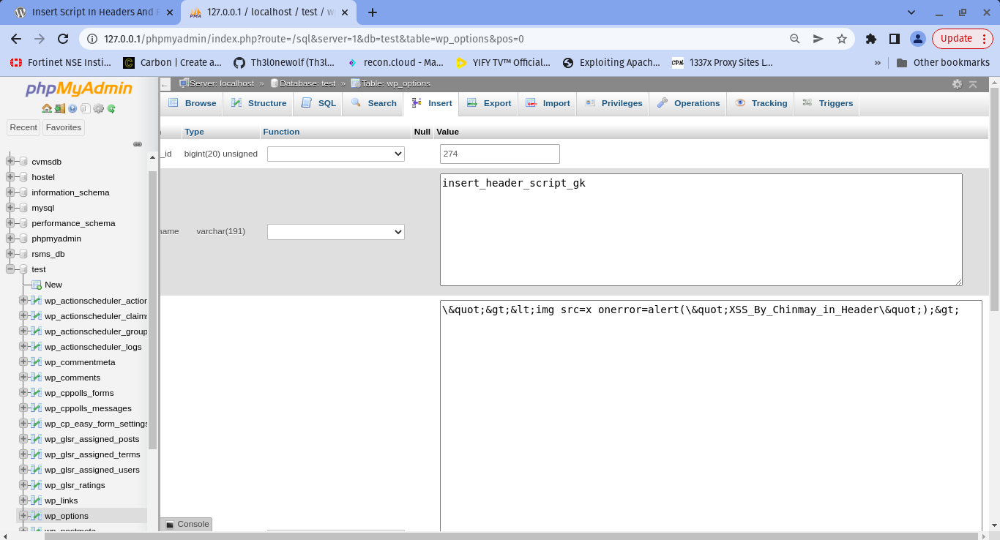 Insert Script In Headers And F
127.0.0.1 / localhost / test / w
127.0.0.1/phpmyadmin/index.php?route=/sql&server=1&db=test&table=wp_options&pos=0
Update
Fortinet NSE Insti...
Carbon | Create a...
Th3l0newolf (Th3l...
recon.cloud - Ma...
YIFY TV™ Official...
Exploiting Apach...
1337x Proxy Sites L...
»
Other bookmarks
phpMyAdmin
Recent
Favorites
cvmsdb
hostel
information_schema
mysql
performance_schema
phpmyadmin
rsms_db
test
New
wp_actionscheduler_action
wp_actionscheduler_claims
wp_actionscheduler_group
wp_actionscheduler_logs
wp_commentmeta
wp_comments
wp_cppolls_forms
wp_cppolls_messages
wp_cp_easy_form_settings
wp_glsr_assigned_posts
wp_glsr_assigned_terms
wp_glsr_assigned_users
wp_glsr_ratings
wp_links
wp_options
wp_postmeta
Server: localhost » Database: test » Table: wp_options
Browse
Structure
SQL
Search
Insert
Export
Import
Privileges
Operations
Tracking
Triggers
Type
Function
Null
Value
_id
bigint(20) unsigned
274
name
varchar(191)
insert_header_script_gk
\&quot;&gt;&lt;img src=x onerror=alert(\&quot;XSS_By_Chinmay_in_Header\&quot;);&gt;
Console